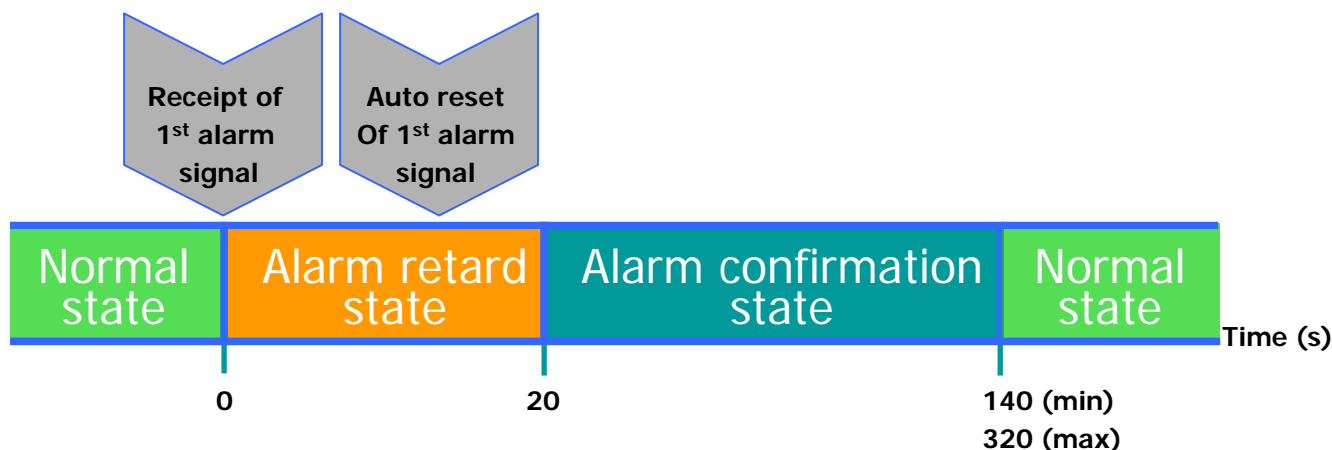 Receipt of
1st alarm
signal
Auto reset
Of 1st alarm
signal
Normal
state
Alarm retard
state
Alarm confirmation
state
Normal
state
Time (s)
0
20
140 (min)
320 (max)